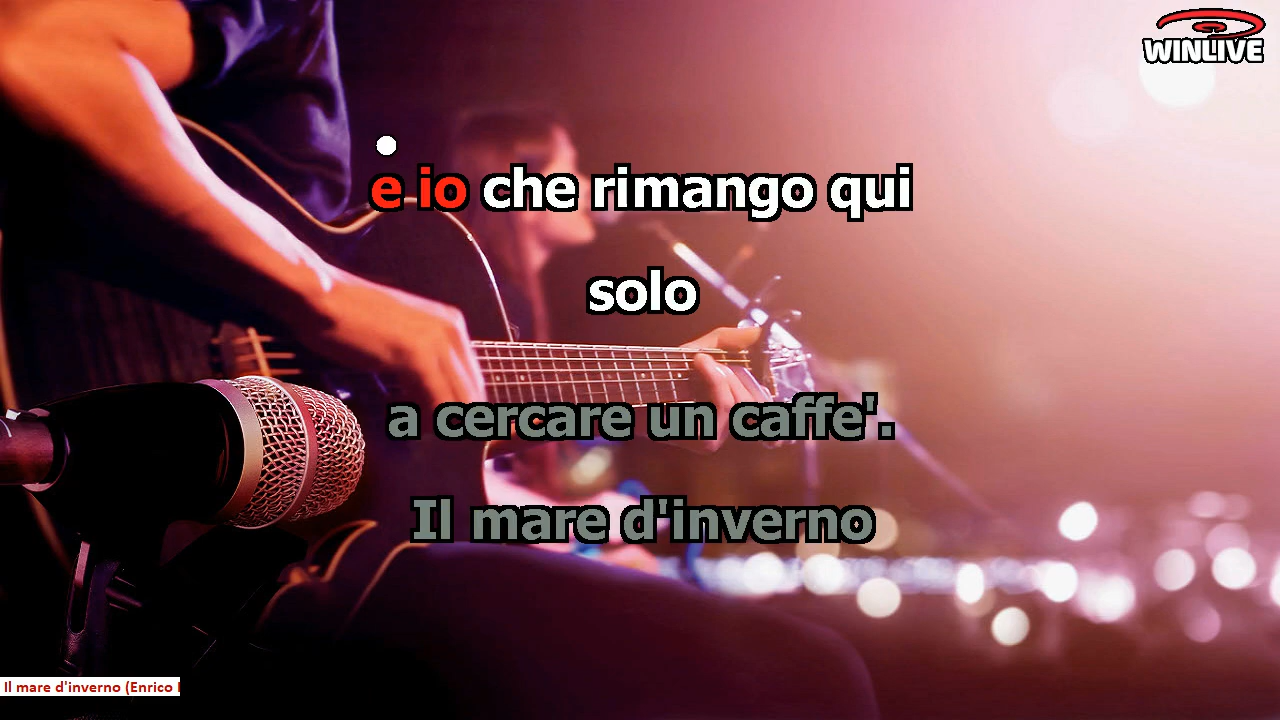 WINLIVE
e io che rimango qui
solo
a cercare un caffe'.
Il mare d'inverno
Il mare d'inverno (Enrico